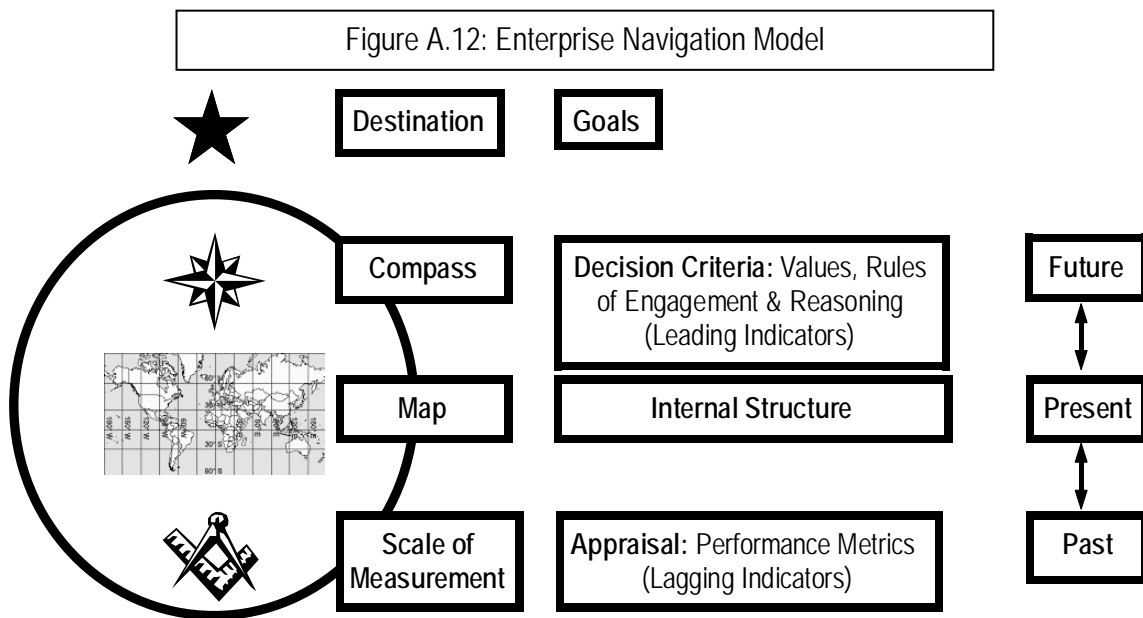 Figure A.12: Enterprise Navigation Model
Destination
Goals
Compass
Decision Criteria: Values, Rules
of Engagement & Reasoning
(Leading Indicators)
Future
Map
Internal Structure
Present
Scale of
Measurement
Appraisal: Performance Metrics
(Lagging Indicators)
Past